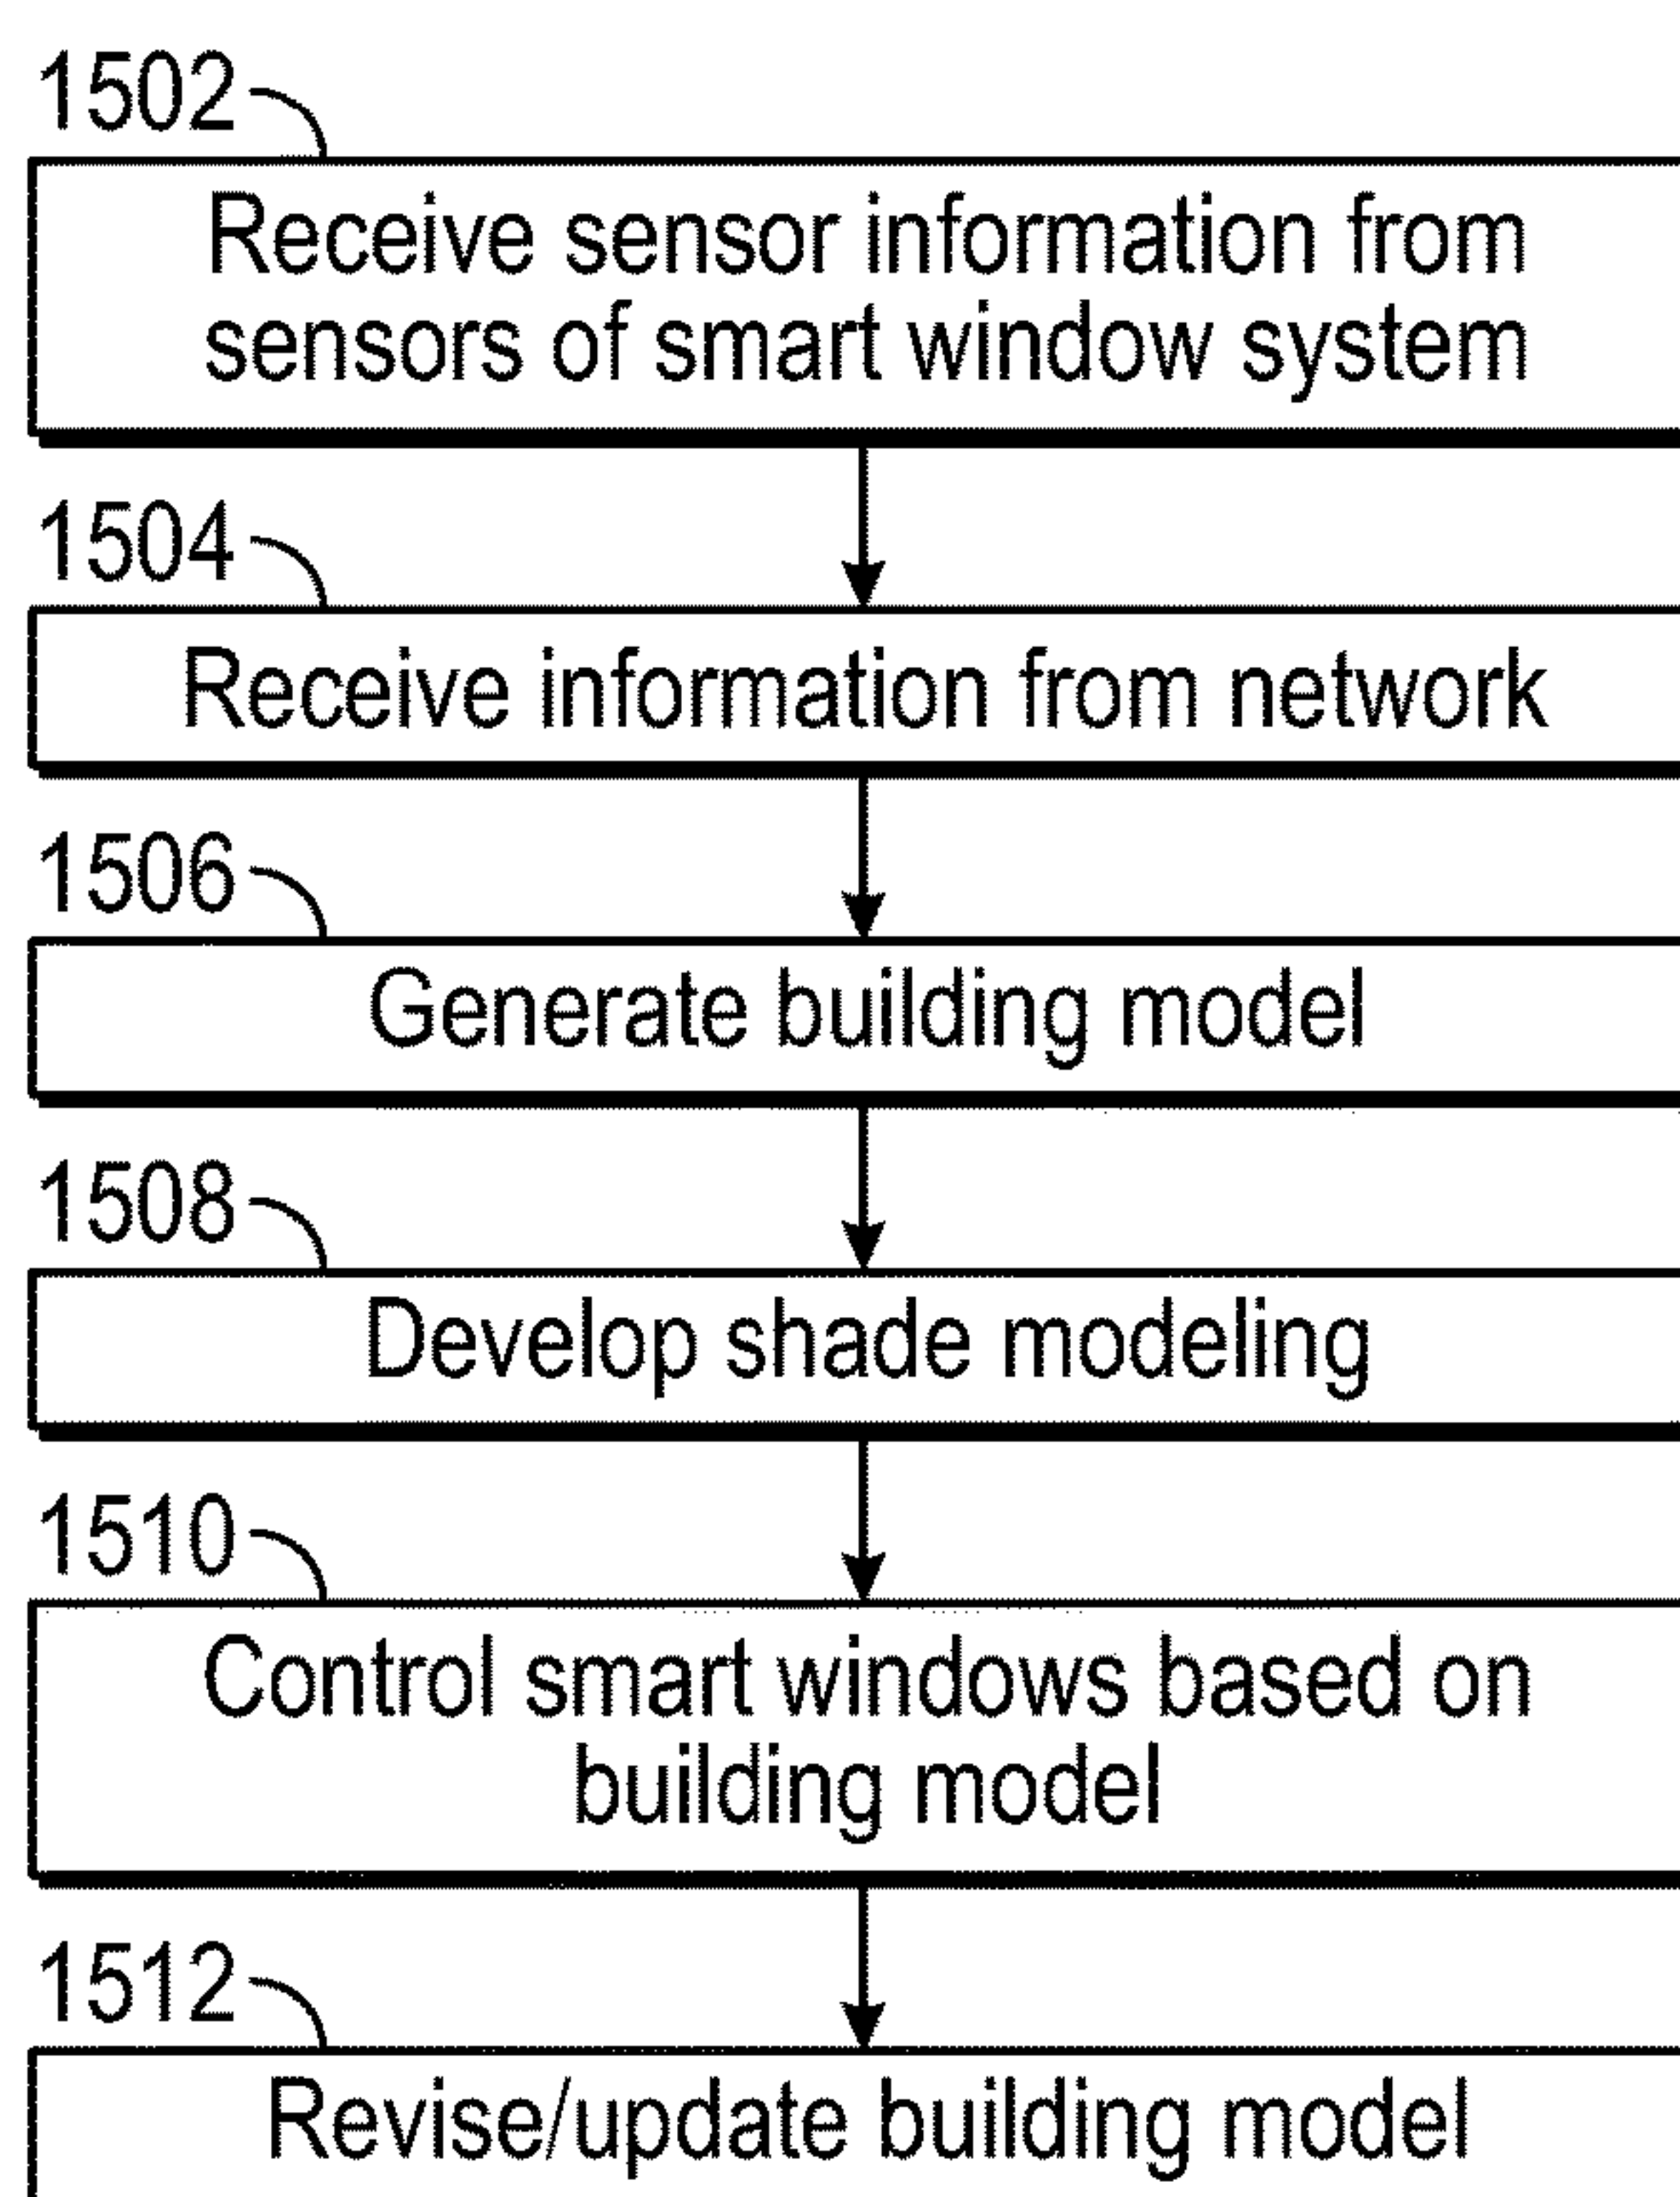 1502
Receive sensor information from
sensors of smart window system
1504
Receive information from network
1506
Generate building model
1508
Develop shade modeling
1510
Control smart windows based on
building model
1512
Revise/update building model